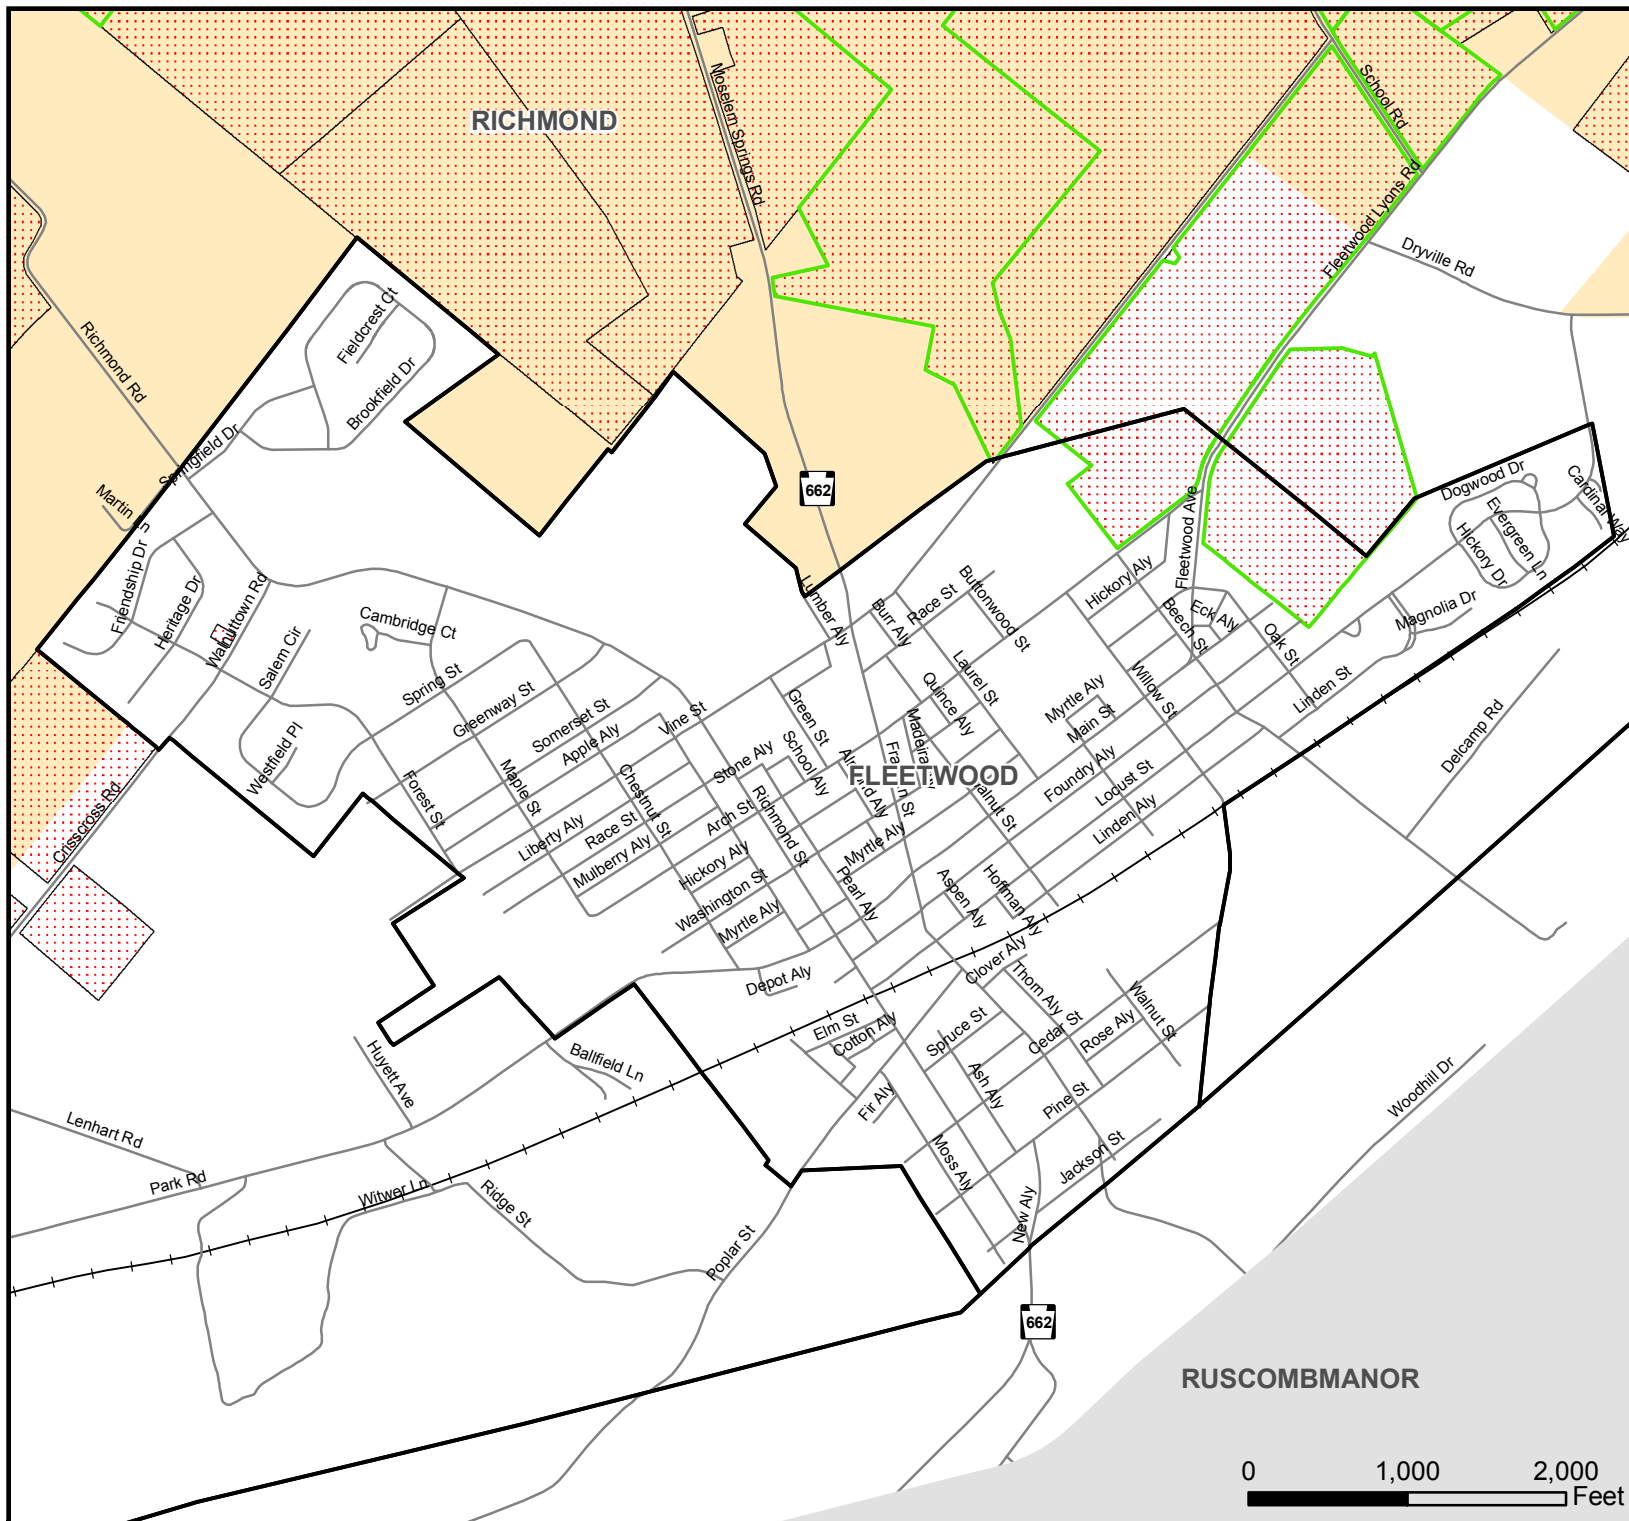 RICHMOND
Moselem Springs Rd
School Rd
Fleetwood Lyons Rd
Dryville Rd
Richmond Rd
Fieldcrest Ct
Brookfield Dr
Springfield Dr
Martin Ln
662
Dogwood Dr
Cardinal Way
Evergreen Ln
Hickory Dr
Magnolia Dr
Fleetwood Ave
Friendship Dr
Heritage Dr
Walnuttown Rd
Salem Cir
Cambridge Ct
Lumber Aly
Burr Aly
Race St
Buttonwood St
Hickory Aly
Beech St
Eck Aly
Oak St
Linden St
Spring St
Greenway St
Somerset St
Apple Aly
Vine St
Green St
Quince Aly
Laurel St
Willow St
Myrtle Aly
Main St
Westfield Pl
Forest St
Maple St
Chestnut St
Stone Aly
School Aly
FLEETWOOD
Foundry Aly
Locust St
Linden Aly
Delcamp Rd
Crisscross Rd
Liberty Aly
Race St
Mulberry Aly
Arch St
Richmond St
Hickory Aly
Washington St
Myrtle Aly
Myrtle Aly
Pearl Aly
Aspen Aly
Hoffman Aly
Depot Aly
Clover Aly
Thorn Aly
Walnut St
Elm St
Cotton Aly
Spruce St
Cedar St
Rose Aly
Huyett Ave
Ballfield Ln
Fir Aly
Ash Aly
Pine St
Woodhill Dr
Lenhart Rd
Park Rd
Witwer Ln
Ridge St
Moss Aly
Jackson St
New Aly
Poplar St
662
RUSCOMBMANOR
0 1,000 2,000
Feet